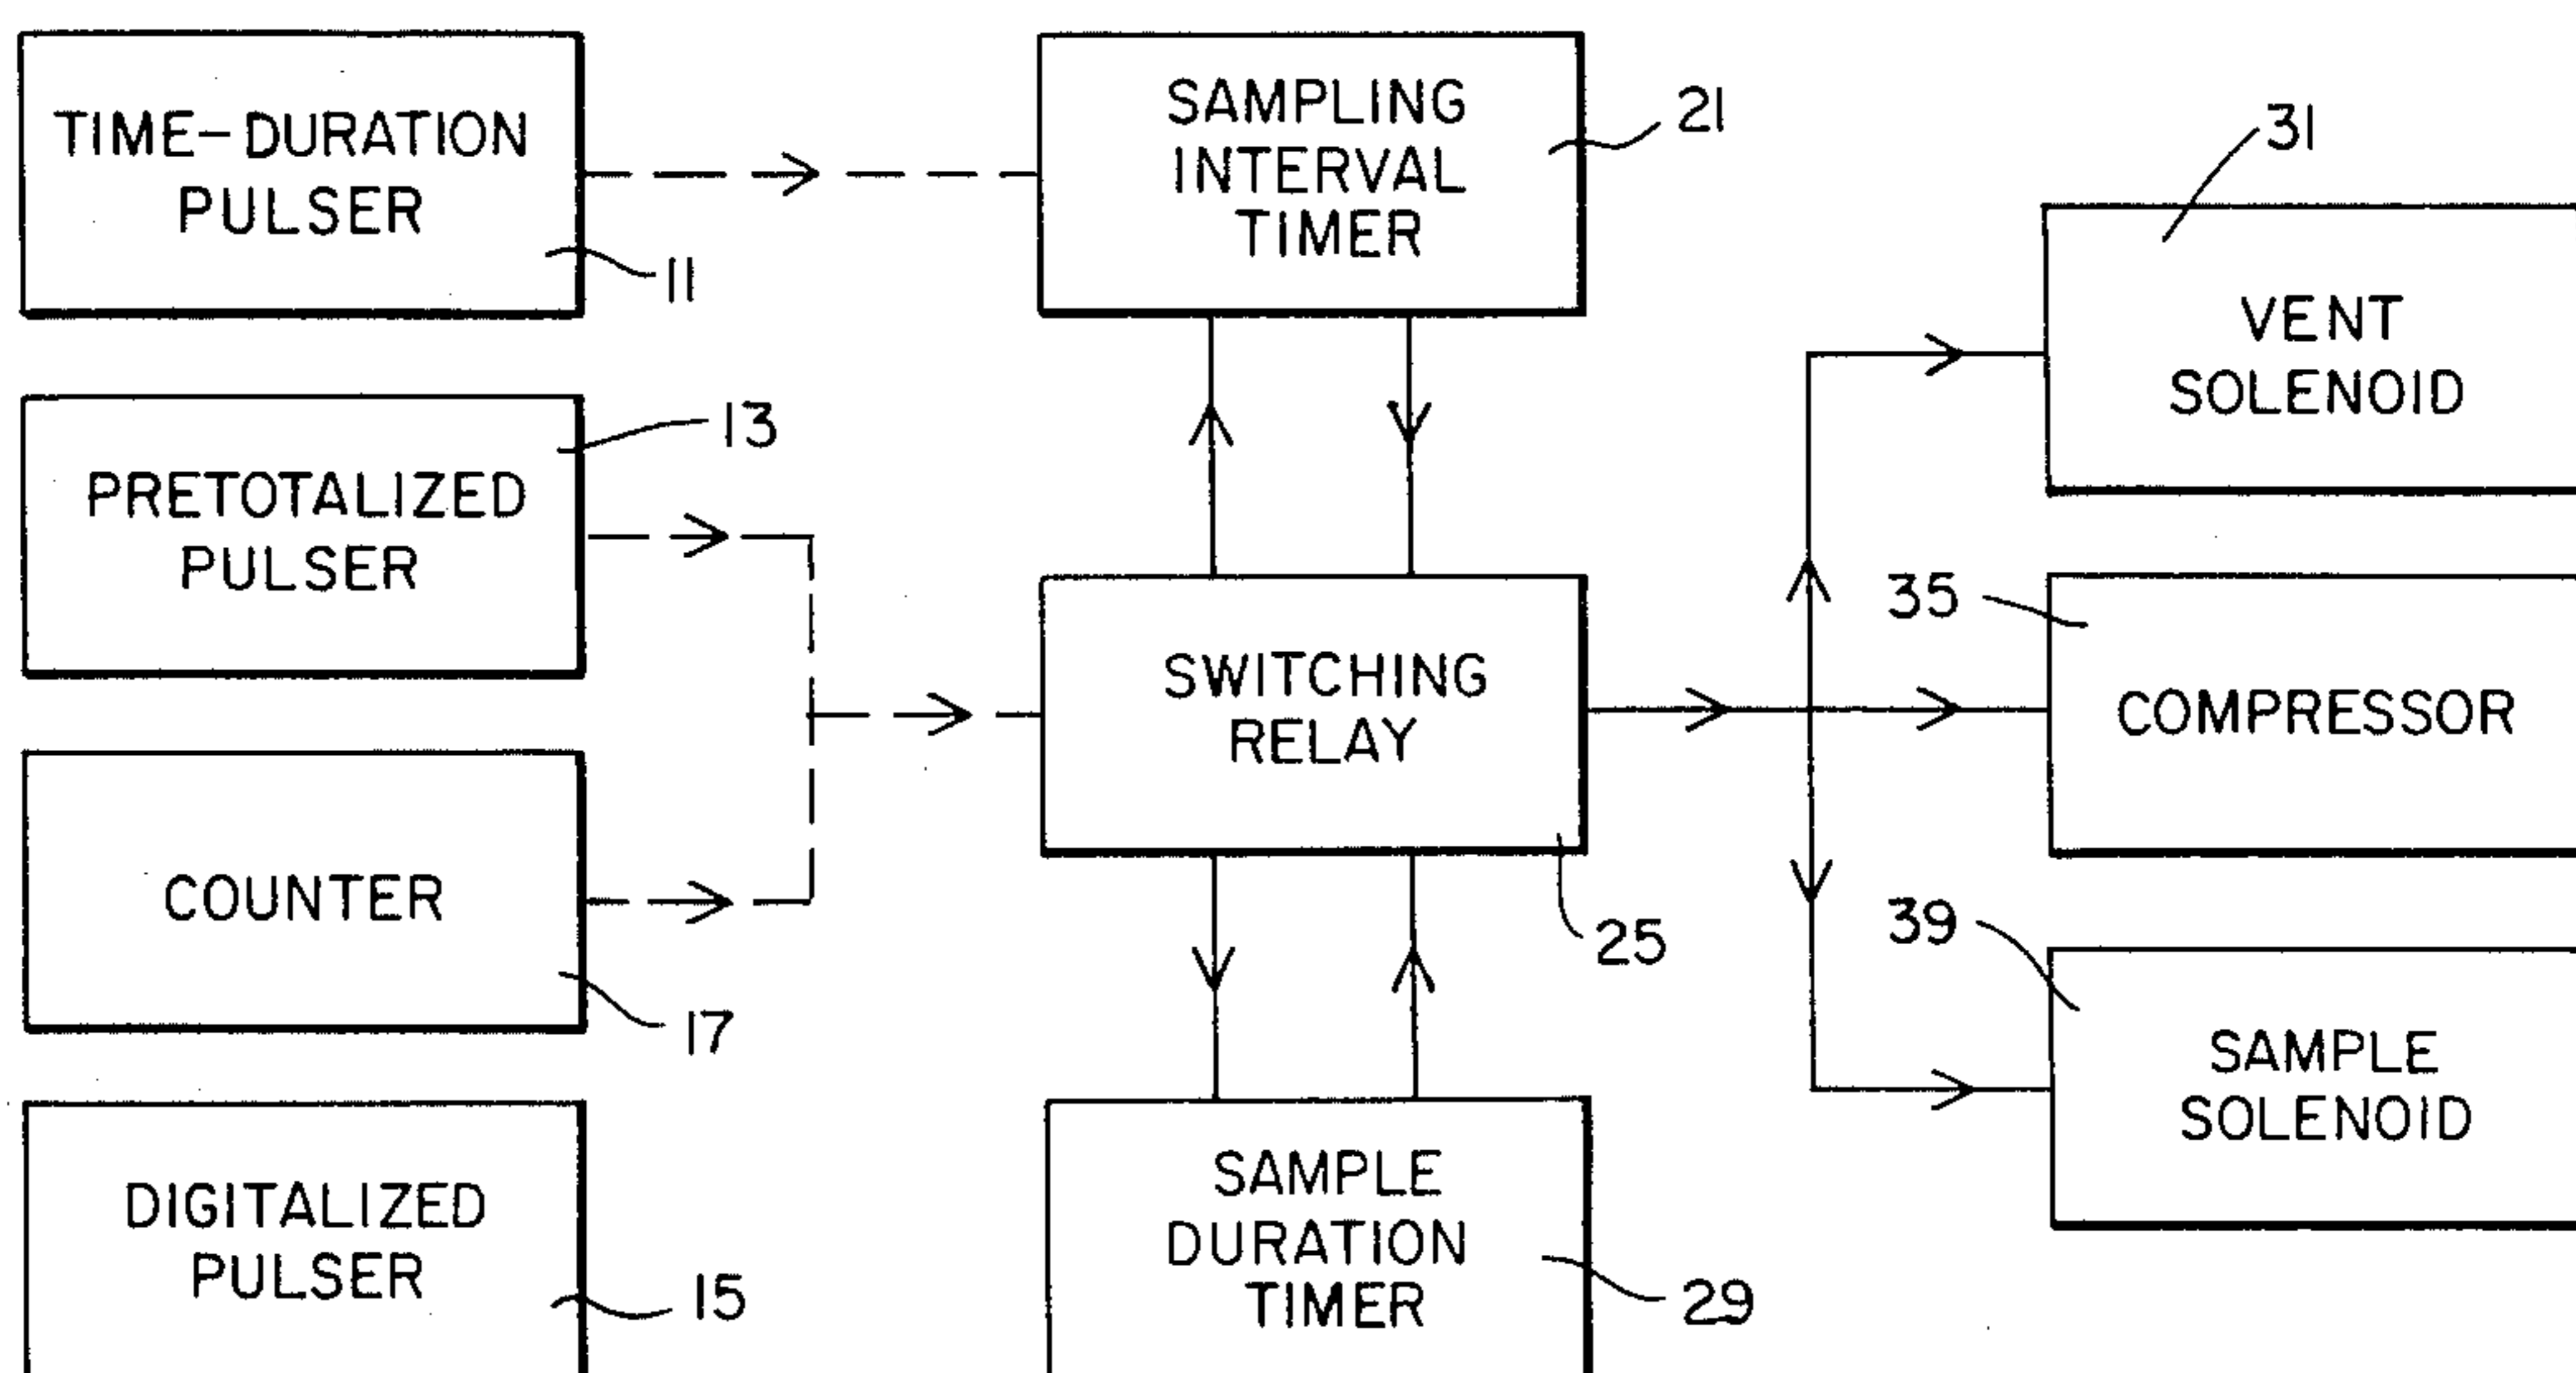 TIME-DURATION
PULSER
11
PRETOTALIZED
PULSER
13
COUNTER
17
DIGITALIZED
PULSER
15
SAMPLING
INTERVAL
TIMER
21
SWITCHING
RELAY
25
SAMPLE
DURATION
TIMER
29
31
VENT
SOLENOID
35
COMPRESSOR
39
SAMPLE
SOLENOID